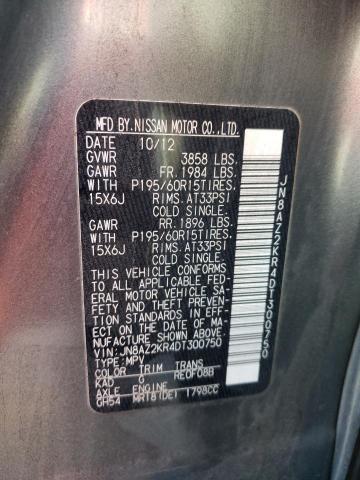 MFD BY.NISSAN MOTOR CO.,LTD.
DATE 10/12
GVWR 3858 LBS.
GAWR FR. 1984 LBS.
WITH P195/60R15TIRES.
15X6J RIMS.AT33PSI
COLD SINGLE.
GAWR RR. 1896 LBS.
WITH P195/60R15TIRES.
15X6J RIMS.AT33PSI
COLD SINGLE.
THIS VEHICLE CONFORMS
TO ALL APPLICABLE FED-
ERAL MOTOR VEHICLE SA-
FETY AND THEFT PREVEN-
TION STANDARDS IN EFF-
ECT ON THE DATE OF
MANUFACTURE SHOWN ABOVE.
VIN:JN8AZ2KR4DT300750
TYPE:MPV
COLOR TRIM TRANS
KAD G RE0F08B
AXLE ENGINE
GH54 MR18(DE) 1798CC
JN8AZ2KR4DT300750